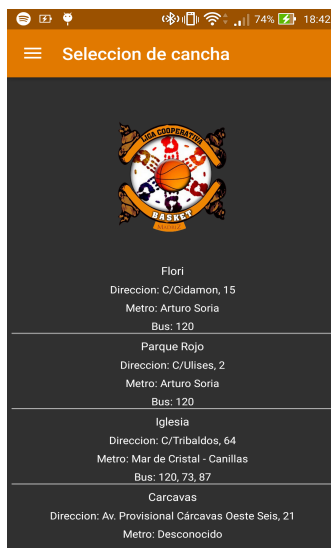 74% 18:42
Seleccion de cancha
LIGA COOPERATIVA
BASKET
MADRID
Flori
Direccion: C/Cidamon, 15
Metro: Arturo Soria
Bus: 120
Parque Rojo
Direccion: C/Ulises, 2
Metro: Arturo Soria
Bus: 120
Iglesia
Direccion: C/Tribaldos, 64
Metro: Mar de Cristal - Canillas
Bus: 120, 73, 87
Carcavas
Direccion: Av. Provisional Cárcavas Oeste Seis, 21
Metro: Desconocido